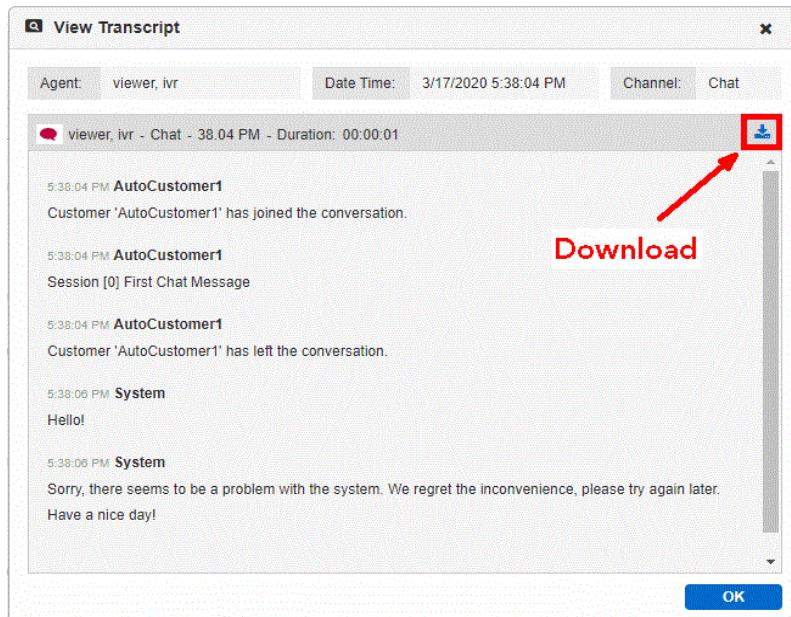 View Transcript
Agent: viewer, ivr Date Time: 3/17/2020 5:38:04 PM Channel: Chat
viewer, ivr - Chat - 38.04 PM - Duration: 00:00:01
5:38:04 PM AutoCustomer1
Customer 'AutoCustomer1' has joined the conversation.
Download
5:38:04 PM AutoCustomer1
Session [0] First Chat Message
5:38:04 PM AutoCustomer1
Customer 'AutoCustomer1' has left the conversation.
5:38:06 PM System
Hello!
5:38:06 PM System
Sorry, there seems to be a problem with the system. We regret the inconvenience, please try again later.
Have a nice day!
OK